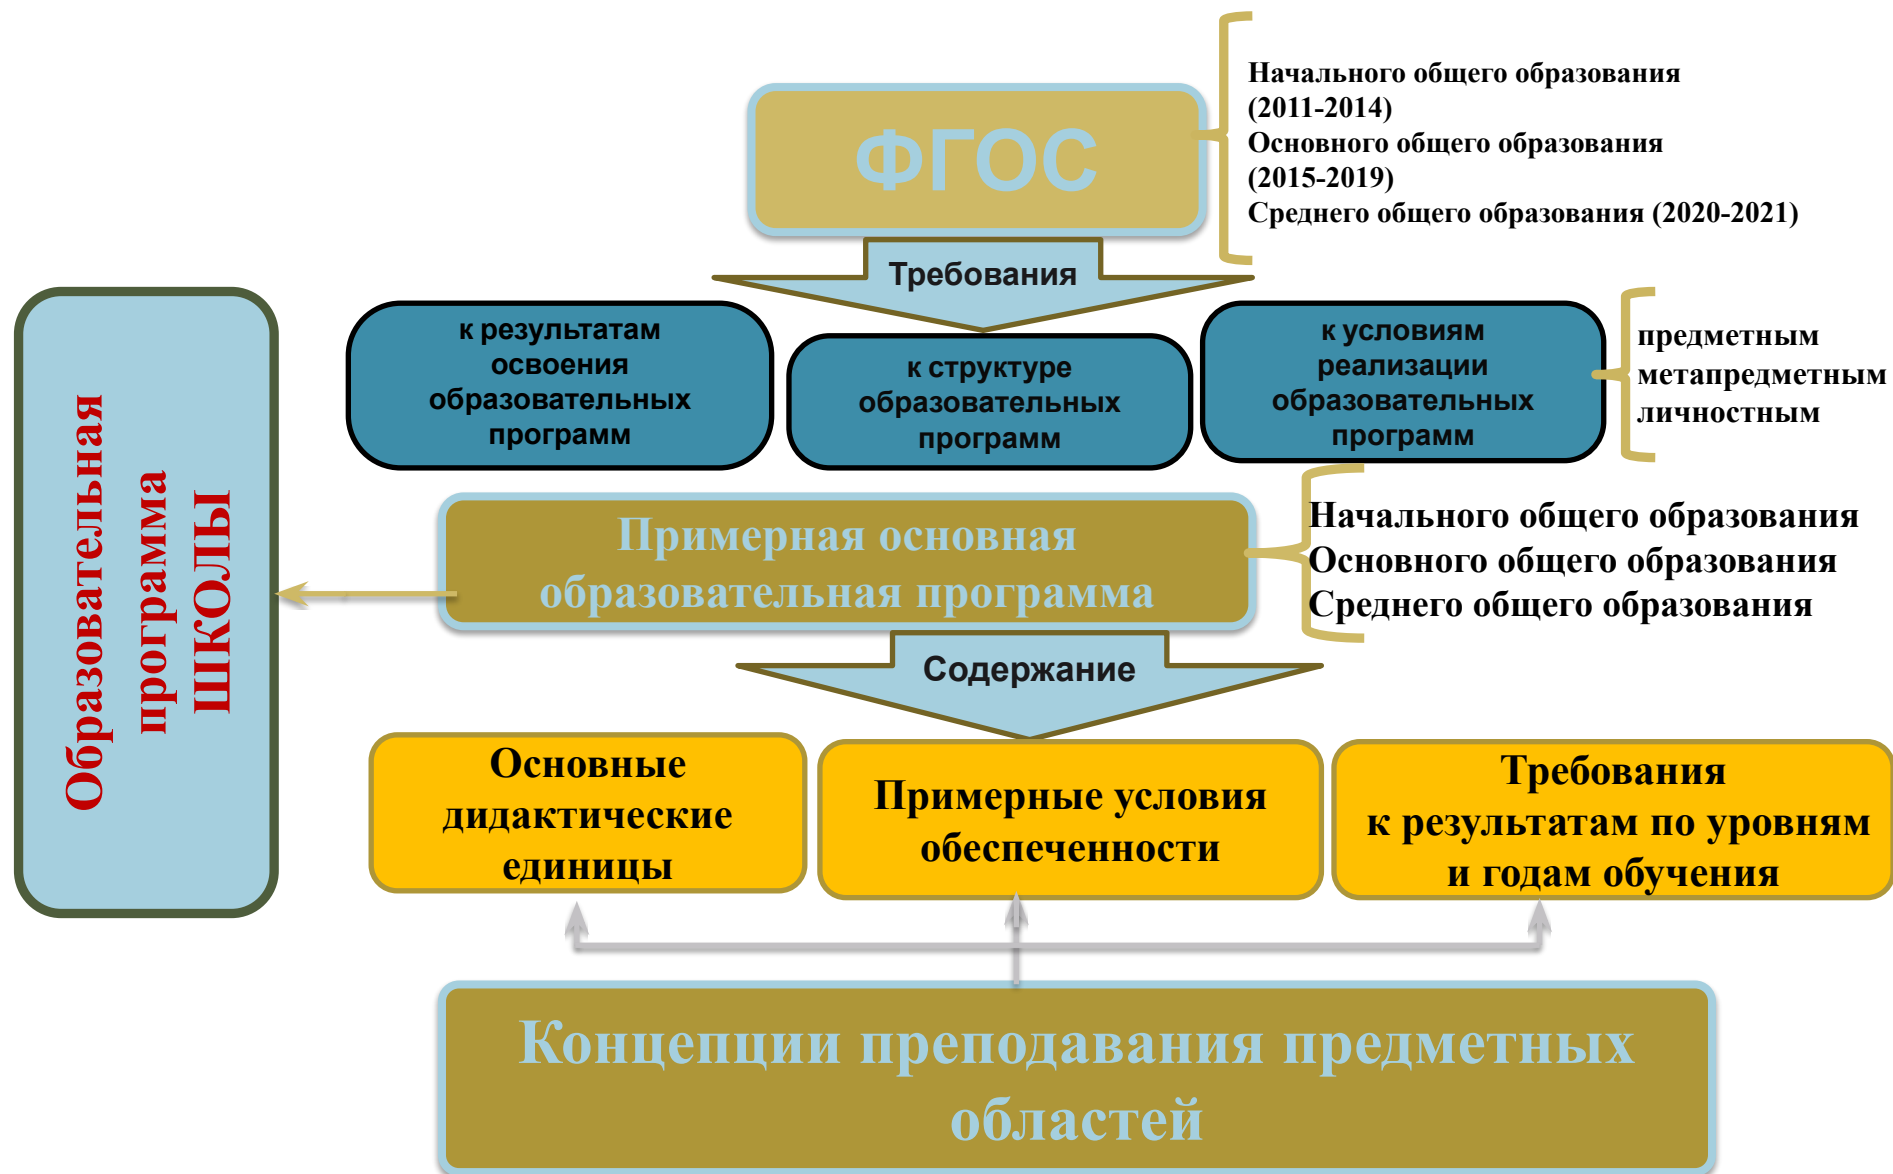 ФГОС
Начального общего образования
(2011-2014)
Основного общего образования
(2015-2019)
Среднего общего образования (2020-2021)
Требования
к результатам
освоения
образовательных
программ
к структуре
образовательных
программ
к условиям
реализации
образовательных
программ
предметным
метапредметным
личностным
Образовательная
программа
ШКОЛЫ
Примерная основная
образовательная программа
Начального общего образования
Основного общего образования
Среднего общего образования
Содержание
Основные
дидактические
единицы
Примерные условия
обеспеченности
Требования
к результатам по уровням
и годам обучения
Концепции преподавания предметных
областей